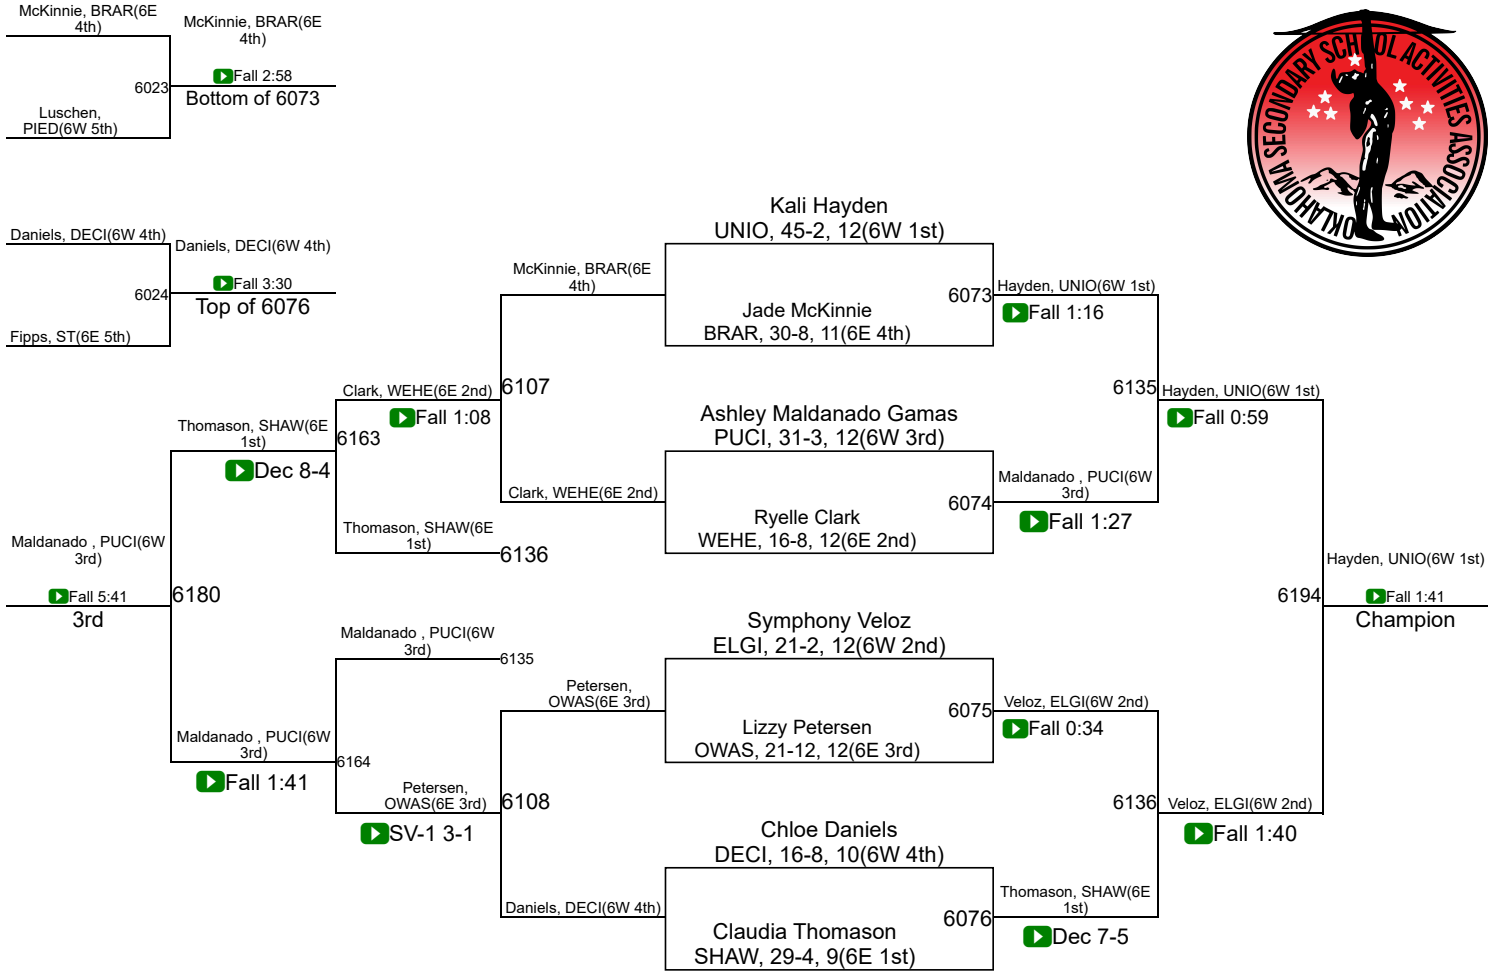 McKinnie, BRAR(6E
4th)
McKinnie, BRAR(6E
4th)
Fall 2:58
6023
Bottom of 6073
Luschen,
PIED(6W 5th)
OKLAHOMA SECONDARY SCHOOL ACTIVITIES ASSOCIATION
Daniels, DECI(6W 4th)
Daniels, DECI(6W 4th)
Fall 3:30
6024
Top of 6076
Fipps, ST(6E 5th)
Kali Hayden
UNIO, 45-2, 12(6W 1st)
McKinnie, BRAR(6E
4th)
6073
Hayden, UNIO(6W 1st)
Fall 1:16
Jade McKinnie
BRAR, 30-8, 11(6E 4th)
Clark, WEHE(6E 2nd)
6107
Fall 1:08
6135
Hayden, UNIO(6W 1st)
Fall 0:59
Thomason, SHAW(6E
1st)
6163
Dec 8-4
Ashley Maldanado Gamas
PUCI, 31-3, 12(6W 3rd)
Clark, WEHE(6E 2nd)
6074
Maldanado , PUCI(6W
3rd)
Fall 1:27
Ryelle Clark
WEHE, 16-8, 12(6E 2nd)
Thomason, SHAW(6E
1st)
6136
Maldanado , PUCI(6W
3rd)
Fall 5:41
3rd
6180
6194
Hayden, UNIO(6W 1st)
Fall 1:41
Champion
Maldanado , PUCI(6W
3rd)
6135
Symphony Veloz
ELGI, 21-2, 12(6W 2nd)
Petersen,
OWAS(6E 3rd)
6075
Veloz, ELGI(6W 2nd)
Fall 0:34
Lizzy Petersen
OWAS, 21-12, 12(6E 3rd)
Maldanado , PUCI(6W
3rd)
6164
Fall 1:41
Petersen,
OWAS(6E 3rd)
6108
SV-1 3-1
6136
Veloz, ELGI(6W 2nd)
Fall 1:40
Chloe Daniels
DECI, 16-8, 10(6W 4th)
Daniels, DECI(6W 4th)
6076
Thomason, SHAW(6E
1st)
Dec 7-5
Claudia Thomason
SHAW, 29-4, 9(6E 1st)